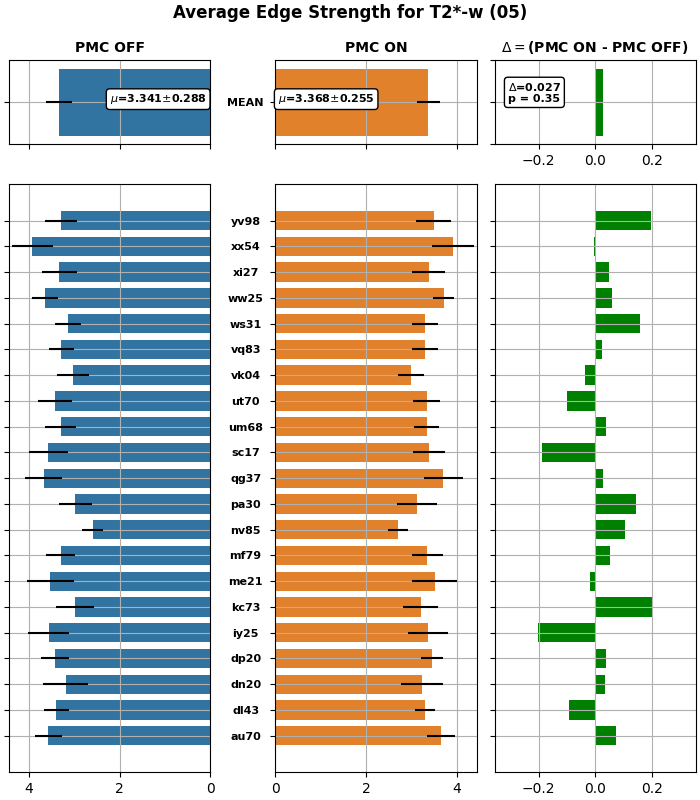 Average Edge Strength for T2*-w (05)
PMC OFF
PMC ON
Δ = (PMC ON - PMC OFF)
μ=3.341±0.288
MEAN
μ=3.368±0.255
Δ=0.027
p = 0.35
−0.2 0.0 0.2
yv98
xx54
xi27
ww25
ws31
vq83
vk04
ut70
um68
sc17
qg37
pa30
nv85
mf79
me21
kc73
iy25
dp20
dn20
dl43
au70
4 2 0
0 2 4
−0.2 0.0 0.2